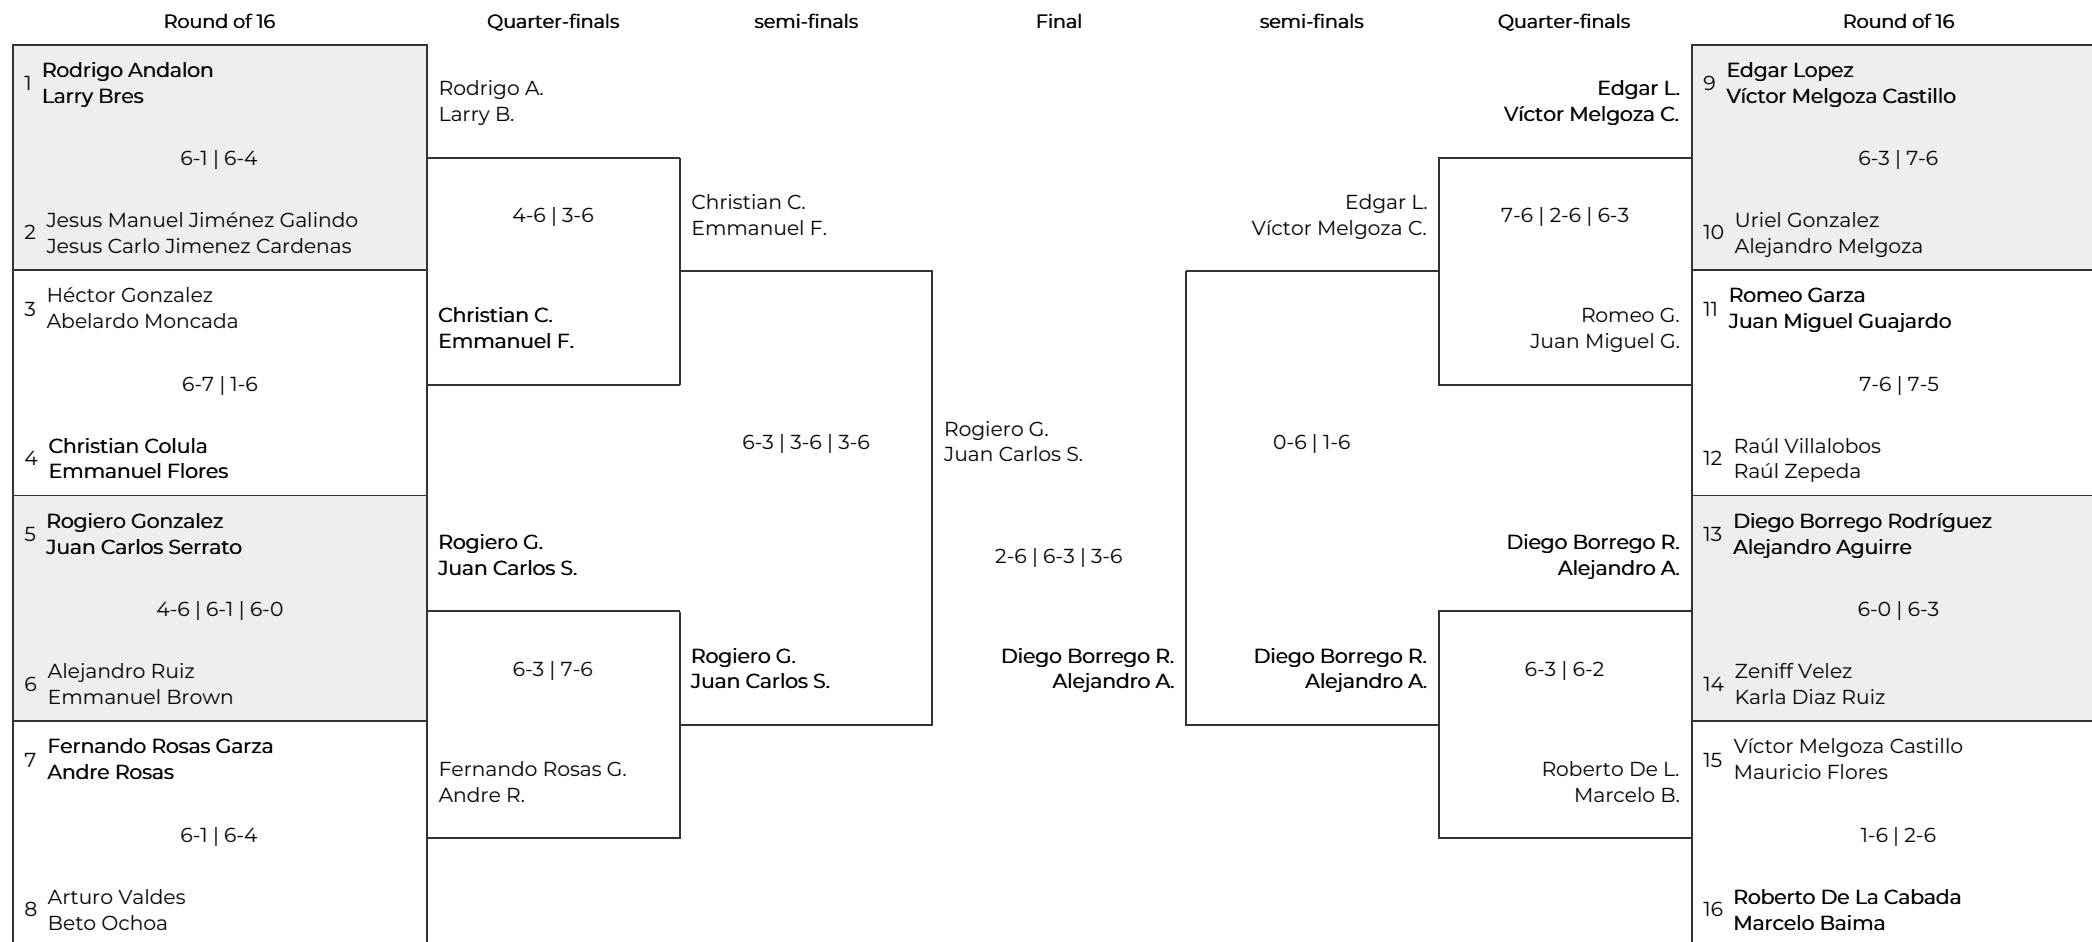 Round of 16
Quarter-finals
semi-finals
Final
semi-finals
Quarter-finals
Round of 16
1
Rodrigo Andalon
Larry Bres
6-1 | 6-4
2
Jesus Manuel Jiménez Galindo
Jesus Carlo Jimenez Cardenas
3
Héctor Gonzalez
Abelardo Moncada
6-7 | 1-6
4
Christian Colula
Emmanuel Flores
5
Rogiero Gonzalez
Juan Carlos Serrato
4-6 | 6-1 | 6-0
6
Alejandro Ruiz
Emmanuel Brown
7
Fernando Rosas Garza
Andre Rosas
6-1 | 6-4
8
Arturo Valdes
Beto Ochoa
Rodrigo A.
Larry B.
4-6 | 3-6
Christian C.
Emmanuel F.
Rogiero G.
Juan Carlos S.
6-3 | 7-6
Fernando Rosas G.
Andre R.
Christian C.
Emmanuel F.
6-3 | 3-6 | 3-6
Rogiero G.
Juan Carlos S.
Rogiero G.
Juan Carlos S.
2-6 | 6-3 | 3-6
Diego Borrego R.
Alejandro A.
Edgar L.
Víctor Melgoza C.
0-6 | 1-6
Diego Borrego R.
Alejandro A.
Edgar L.
Víctor Melgoza C.
7-6 | 2-6 | 6-3
Romeo G.
Juan Miguel G.
Diego Borrego R.
Alejandro A.
6-3 | 6-2
Roberto De L.
Marcelo B.
9
Edgar Lopez
Víctor Melgoza Castillo
6-3 | 7-6
10
Uriel Gonzalez
Alejandro Melgoza
11
Romeo Garza
Juan Miguel Guajardo
7-6 | 7-5
12
Raúl Villalobos
Raúl Zepeda
13
Diego Borrego Rodríguez
Alejandro Aguirre
6-0 | 6-3
14
Zeniff Velez
Karla Diaz Ruiz
15
Víctor Melgoza Castillo
Mauricio Flores
1-6 | 2-6
16
Roberto De La Cabada
Marcelo Baima